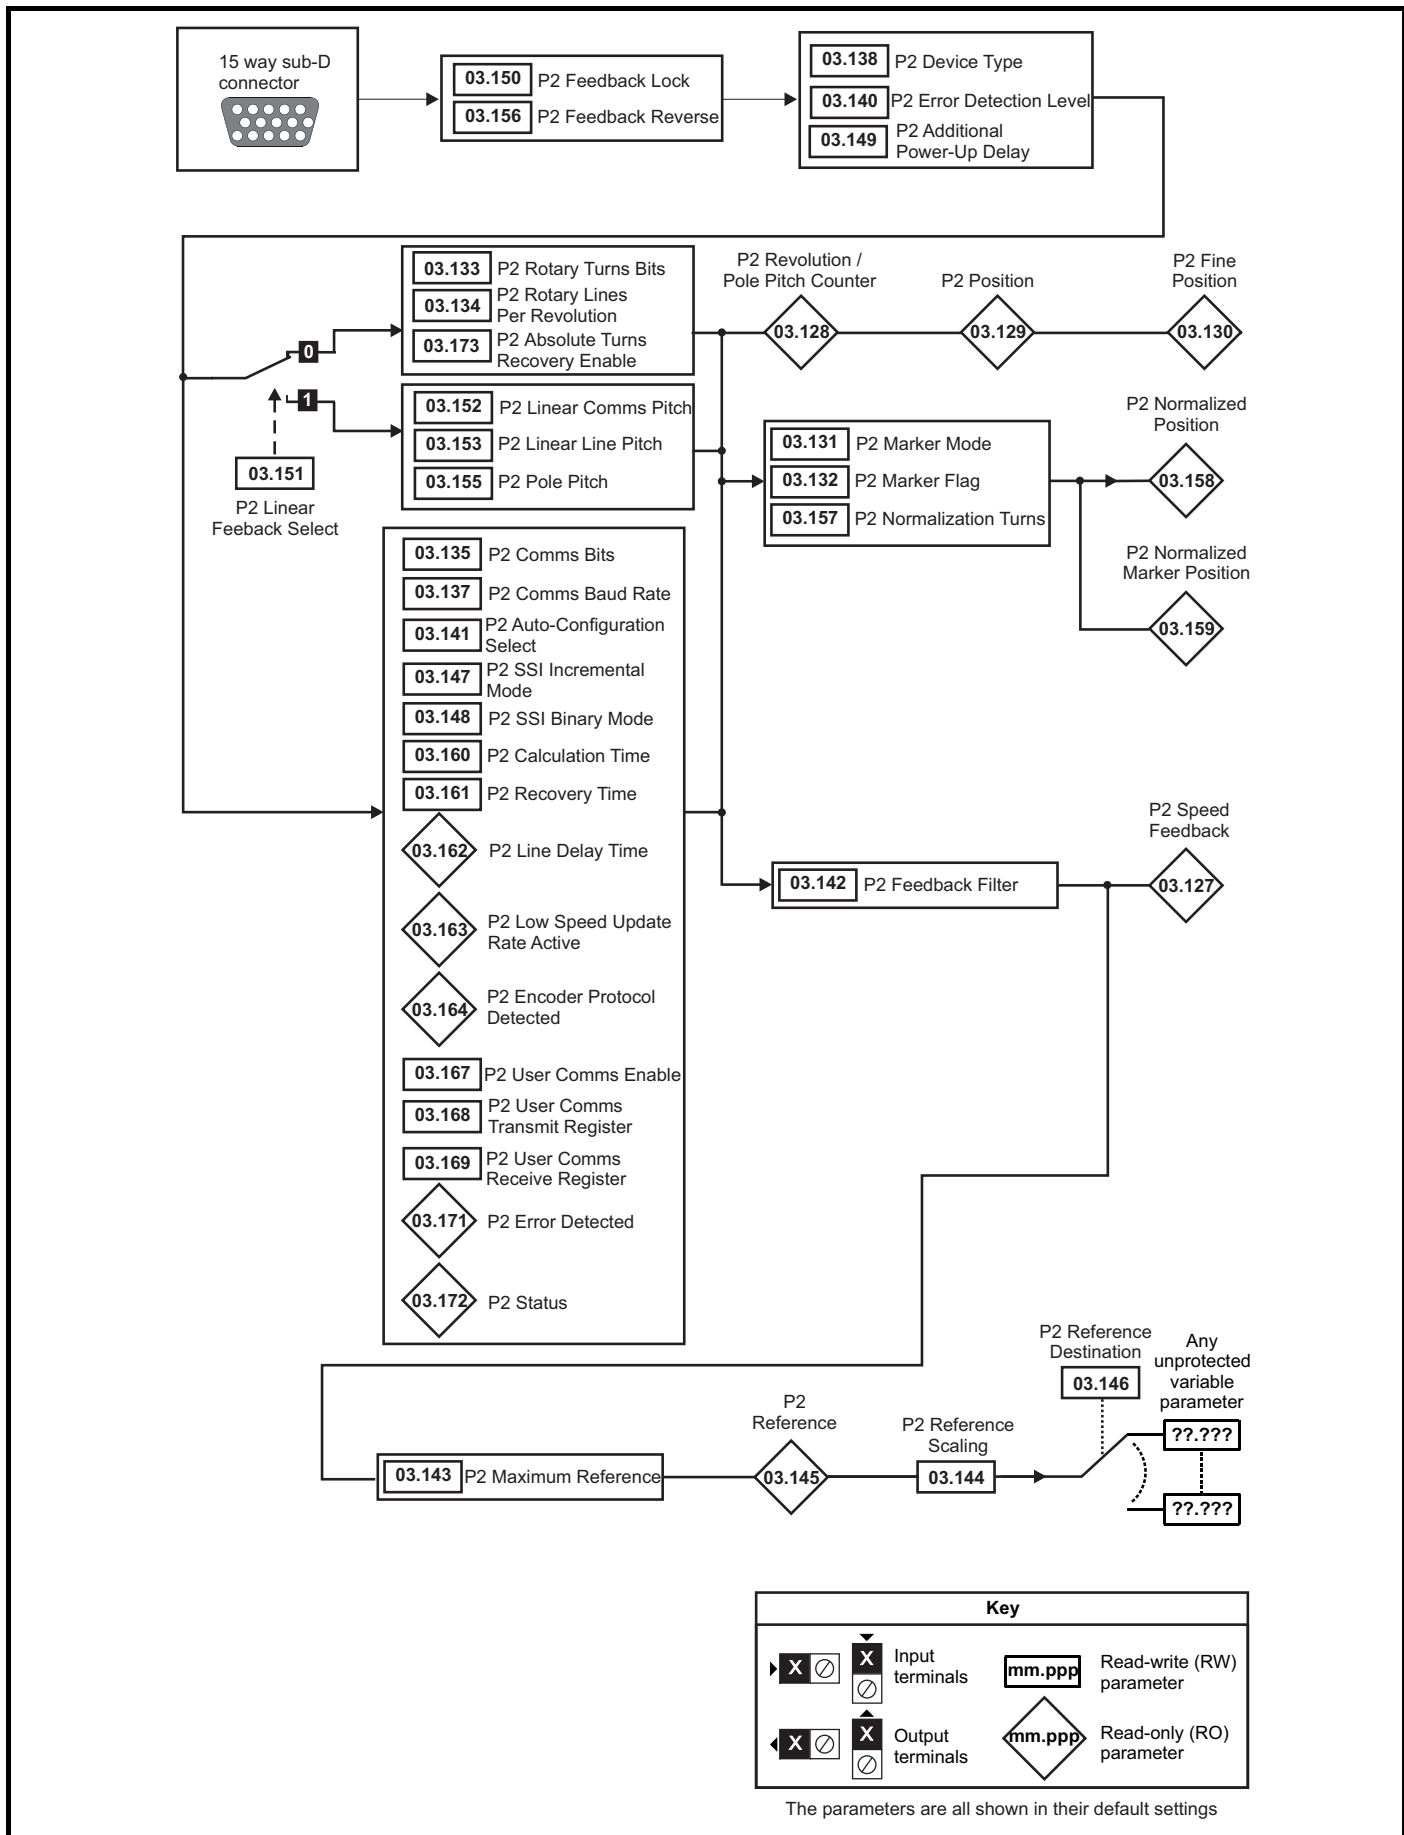 15 way sub-D
connector
03.150 P2 Feedback Lock
03.156 P2 Feedback Reverse
03.138 P2 Device Type
03.140 P2 Error Detection Level
03.149 P2 Additional
Power-Up Delay
03.133 P2 Rotary Turns Bits
03.134 P2 Rotary Lines
Per Revolution
03.173 P2 Absolute Turns
Recovery Enable
0
1
03.151
P2 Linear
Feeback Select
03.152 P2 Linear Comms Pitch
03.153 P2 Linear Line Pitch
03.155 P2 Pole Pitch
P2 Revolution /
Pole Pitch Counter
03.128
P2 Position
03.129
P2 Fine
Position
03.130
03.131 P2 Marker Mode
03.132 P2 Marker Flag
03.157 P2 Normalization Turns
P2 Normalized
Position
03.158
P2 Normalized
Marker Position
03.159
03.135 P2 Comms Bits
03.137 P2 Comms Baud Rate
03.141 P2 Auto-Configuration
Select
03.147 P2 SSI Incremental
Mode
03.148 P2 SSI Binary Mode
03.160 P2 Calculation Time
03.161 P2 Recovery Time
03.162 P2 Line Delay Time
03.163 P2 Low Speed Update
Rate Active
03.164 P2 Encoder Protocol
Detected
03.167 P2 User Comms Enable
03.168 P2 User Comms
Transmit Register
03.169 P2 User Comms
Receive Register
03.171 P2 Error Detected
03.172 P2 Status
03.142 P2 Feedback Filter
P2 Speed
Feedback
03.127
03.143 P2 Maximum Reference
P2
Reference
03.145
P2 Reference
Scaling
03.144
P2 Reference
Destination
03.146
Any
unprotected
variable
parameter
??.???
??.???
Key
X X Input
terminals
mm.ppp Read-write (RW)
parameter
X X Output
terminals
mm.ppp Read-only (RO)
parameter
The parameters are all shown in their default settings